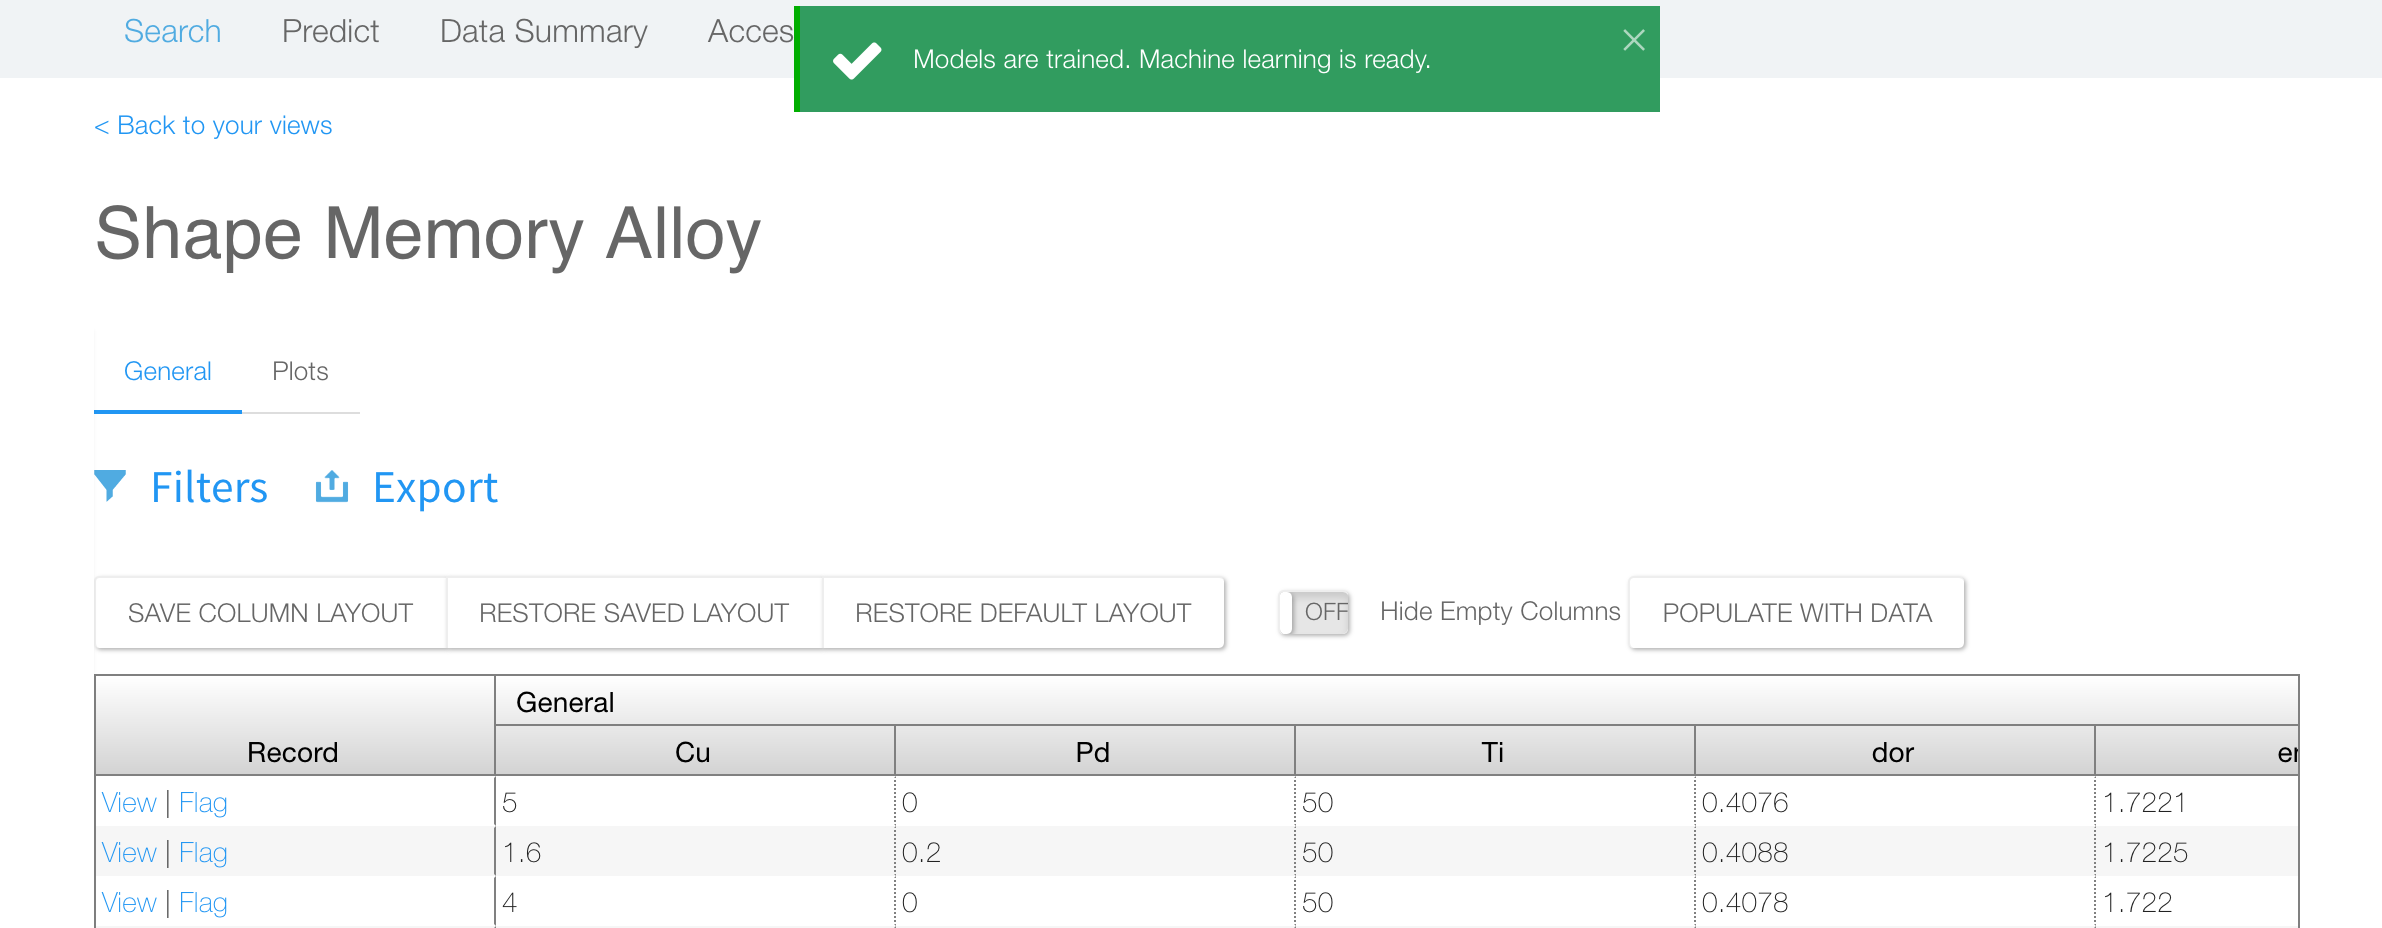 Search Predict Data Summary Acces
Models are trained. Machine learning is ready.
< Back to your views
Shape Memory Alloy
General Plots
Filters Export
SAVE COLUMN LAYOUT RESTORE SAVED LAYOUT RESTORE DEFAULT LAYOUT OFF Hide Empty Columns POPULATE WITH DATA
General
Record Cu Pd Ti dor er
View | Flag 5 0 50 0.4076 1.7221
View | Flag 1.6 0.2 50 0.4088 1.7225
View | Flag 4 0 50 0.4078 1.722